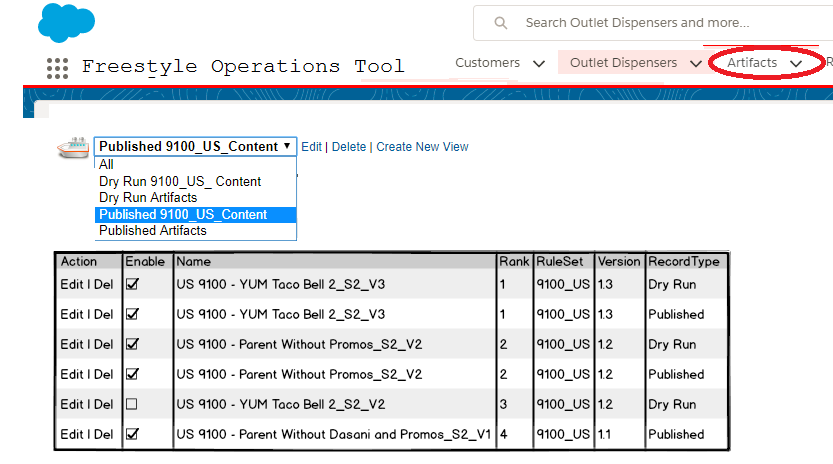 Search Outlet Dispensers and more...
Freestyle Operations Tool Customers Outlet Dispensers Artifacts R
Published 9100_US_Content Edit | Delete | Create New View
All
Dry Run 9100_US_ Content
Dry Run Artifacts
Published 9100_US_Content
Published Artifacts
Action Enable Name Rank RuleSet Version RecordType
Edit | Del US 9100 - YUM Taco Bell 2_S2_V3 1 9100_US 1.3 Dry Run
Edit | Del US 9100 - YUM Taco Bell 2_S2_V3 1 9100_US 1.3 Published
Edit | Del US 9100 - Parent Without Promos_S2_V2 2 9100_US 1.2 Dry Run
Edit | Del US 9100 - Parent Without Promos_S2_V2 2 9100_US 1.2 Published
Edit | Del US 9100 - YUM Taco Bell 2_S2_V2 3 9100_US 1.2 Dry Run
Edit | Del US 9100 - Parent Without Dasani and Promos_S2_V1 4 9100_US 1.1 Published